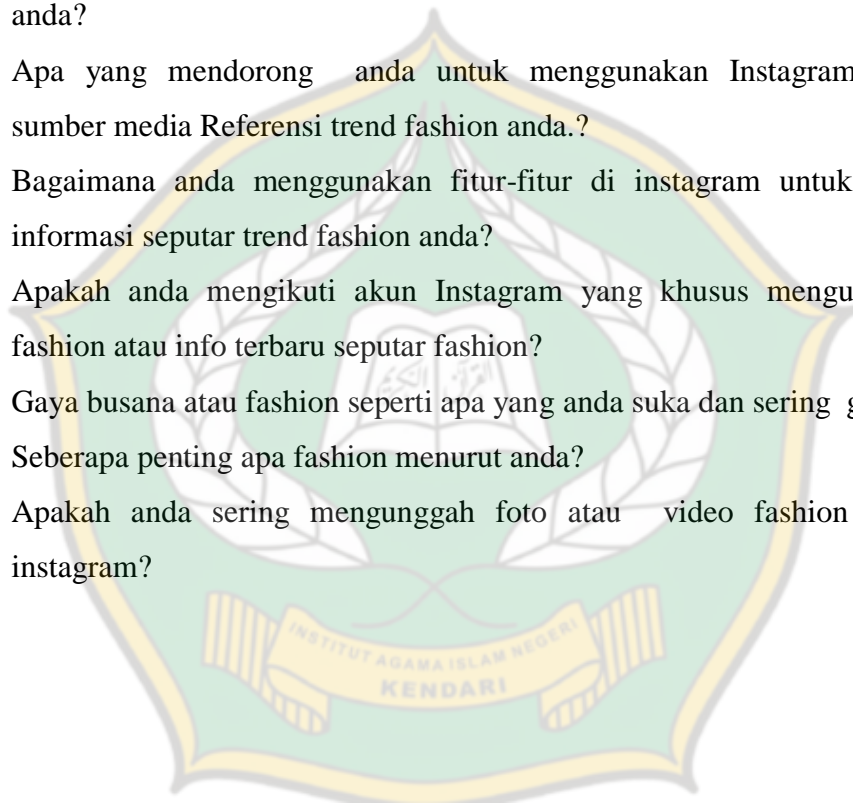 anda?
Apa yang mendorong anda untuk menggunakan Instagram
sumber media Referensi trend fashion anda.?
Bagaimana anda menggunakan fitur-fitur di instagram untuk
informasi seputar trend fashion anda?
Apakah anda mengikuti akun Instagram yang khusus mengu
fashion atau info terbaru seputar fashion?
Gaya busana atau fashion seperti apa yang anda suka dan sering g
Seberapa penting apa fashion menurut anda?
Apakah anda sering mengunggah foto atau video fashion
instagram?
INSTITUT AGAMA ISLAM NEGERI
KENDARI